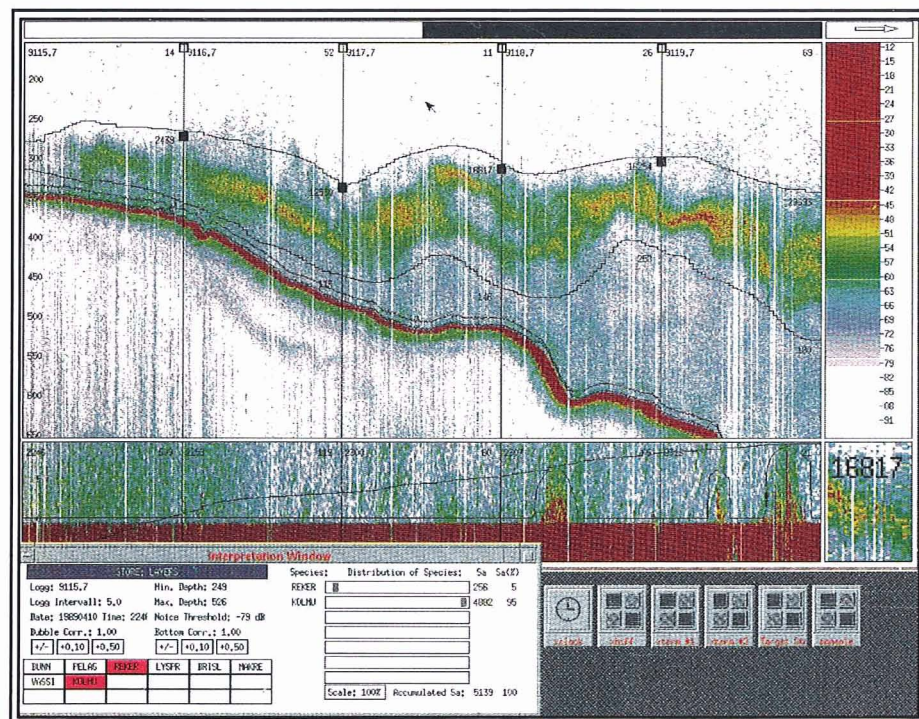 9115.7 14 9116.7 52 9117.7 11 9118.7 26 9119.7 69
200
250
300
350
400
450
500
550
600
2439
16817
-12
-15
-18
-21
-24
-27
-30
-33
-36
-39
-42
-45
-48
-51
-54
-57
-60
-63
-66
-69
-72
-76
-79
-82
-85
-88
-91
16817
Interpretation Window
STORE: LAYERS
Logg: 9115.7 Min. Depth: 249
Logg Intervall: 5.0 Max. Depth: 526
Date: 19890410 Time: 224 Noice Threshold: -79 dB
Bubble Corr.: 1.00 Bottom Corr.: 1.00
+/- +0,10 +0,50 +/- +0,10 +0,50
BUNN PELAG REKER LYSPR BRISL MAKRE
VASSI KOLMU
Species: Distribution of Species: Sa Sa(%)
REKER 256 5
KOLMU 4882 95
Scale: 100% Accumulated Sa: 5139 100